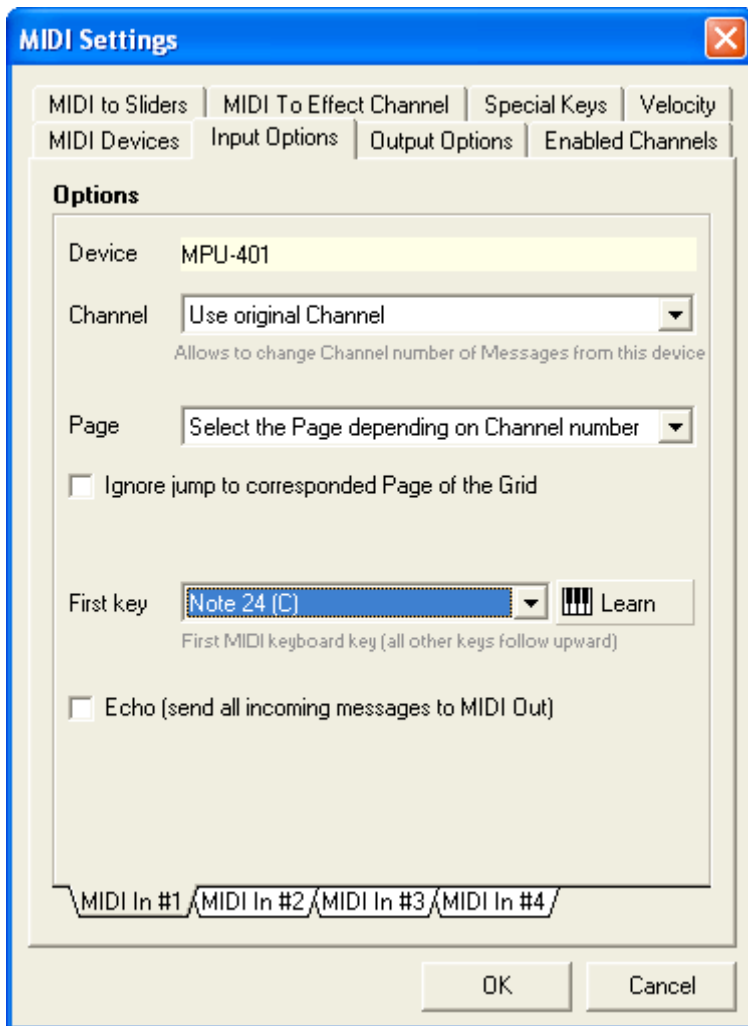 MIDI Settings
MIDI to Sliders
MIDI To Effect Channel
Special Keys
Velocity
MIDI Devices
Input Options
Output Options
Enabled Channels
Options
Device MPU-401
Channel Use original Channel
Allows to change Channel number of Messages from this device
Page Select the Page depending on Channel number
Ignore jump to corresponded Page of the Grid
First key Note 24 (C) Learn
First MIDI keyboard key (all other keys follow upward)
Echo (send all incoming messages to MIDI Out)
MIDI In #1 MIDI In #2 MIDI In #3 MIDI In #4
OK Cancel